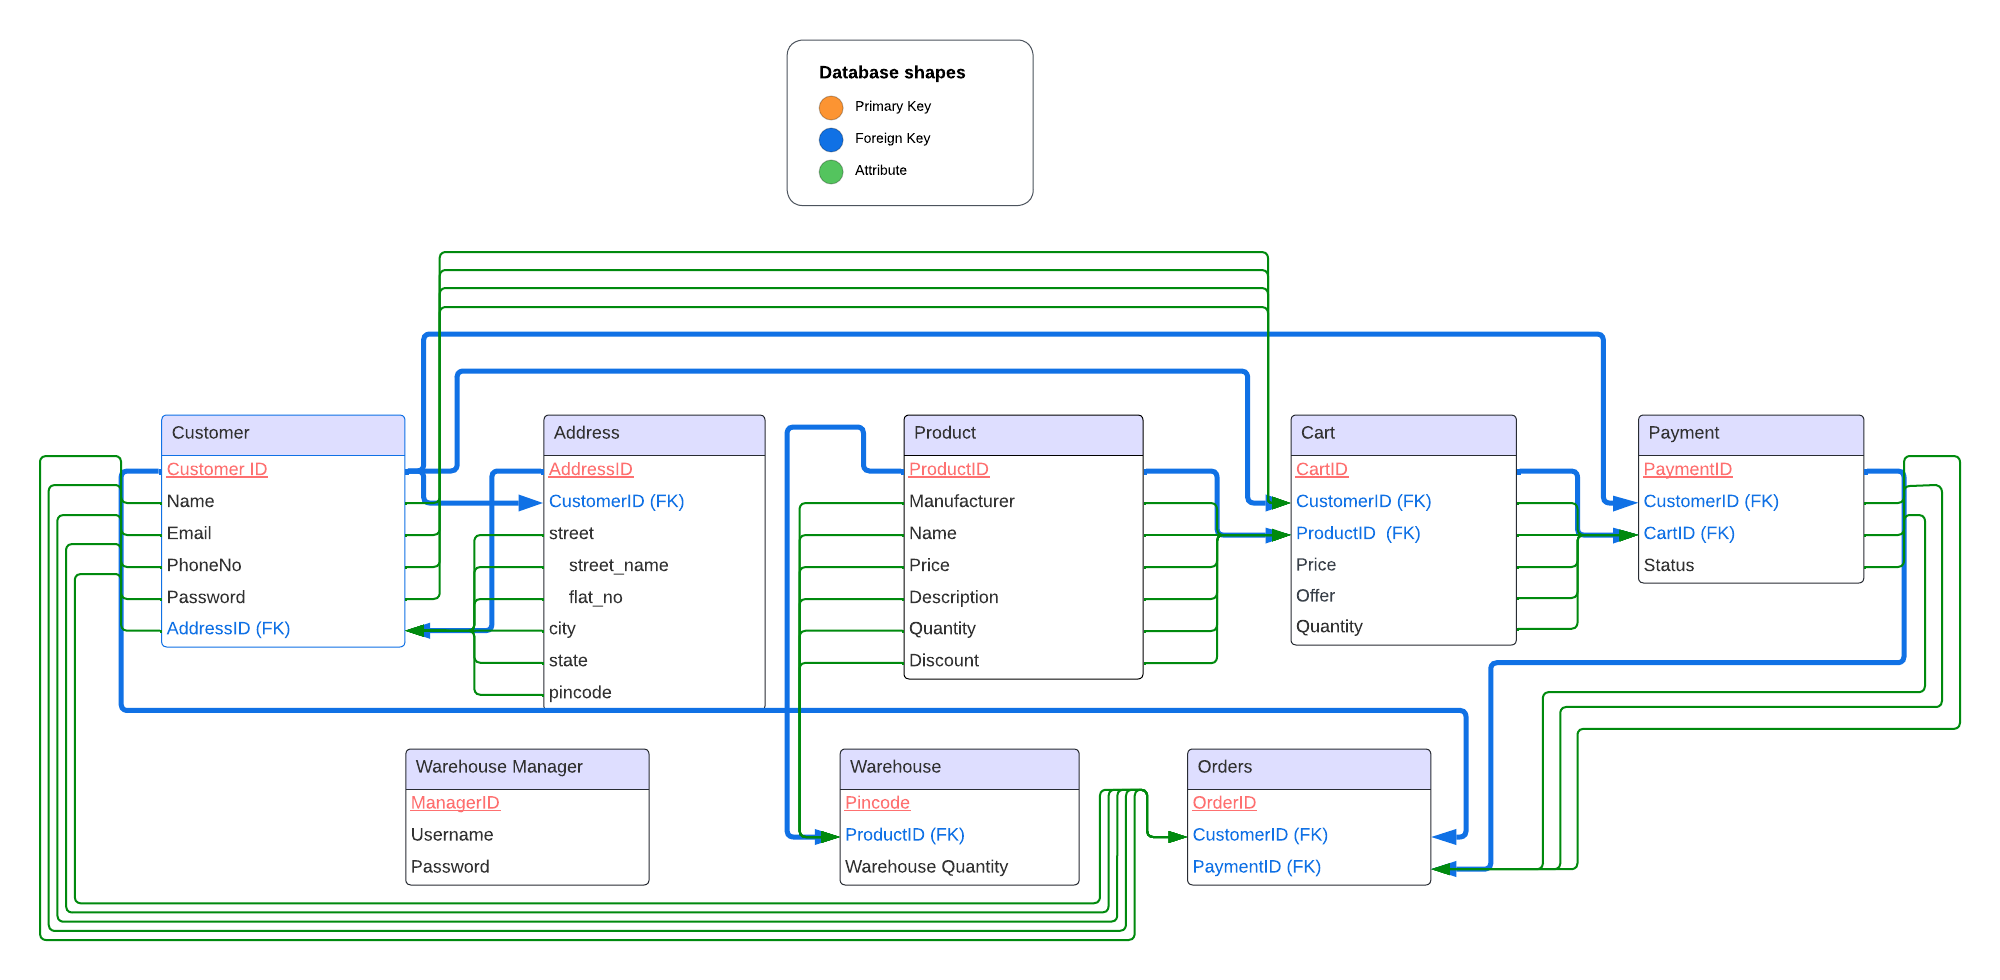 Database shapes
Primary Key
Foreign Key
Attribute
Customer
Customer ID
Name
Email
PhoneNo
Password
AddressID (FK)
Address
AddressID
CustomerID (FK)
street
street_name
flat_no
city
state
pincode
Product
ProductID
Manufacturer
Name
Price
Description
Quantity
Discount
Cart
CartID
CustomerID (FK)
ProductID  (FK)
Price
Offer
Quantity
Payment
PaymentID
CustomerID (FK)
CartID (FK)
Status
Warehouse Manager
ManagerID
Username
Password
Warehouse
Pincode
ProductID (FK)
Warehouse Quantity
Orders
OrderID
CustomerID (FK)
PaymentID (FK)